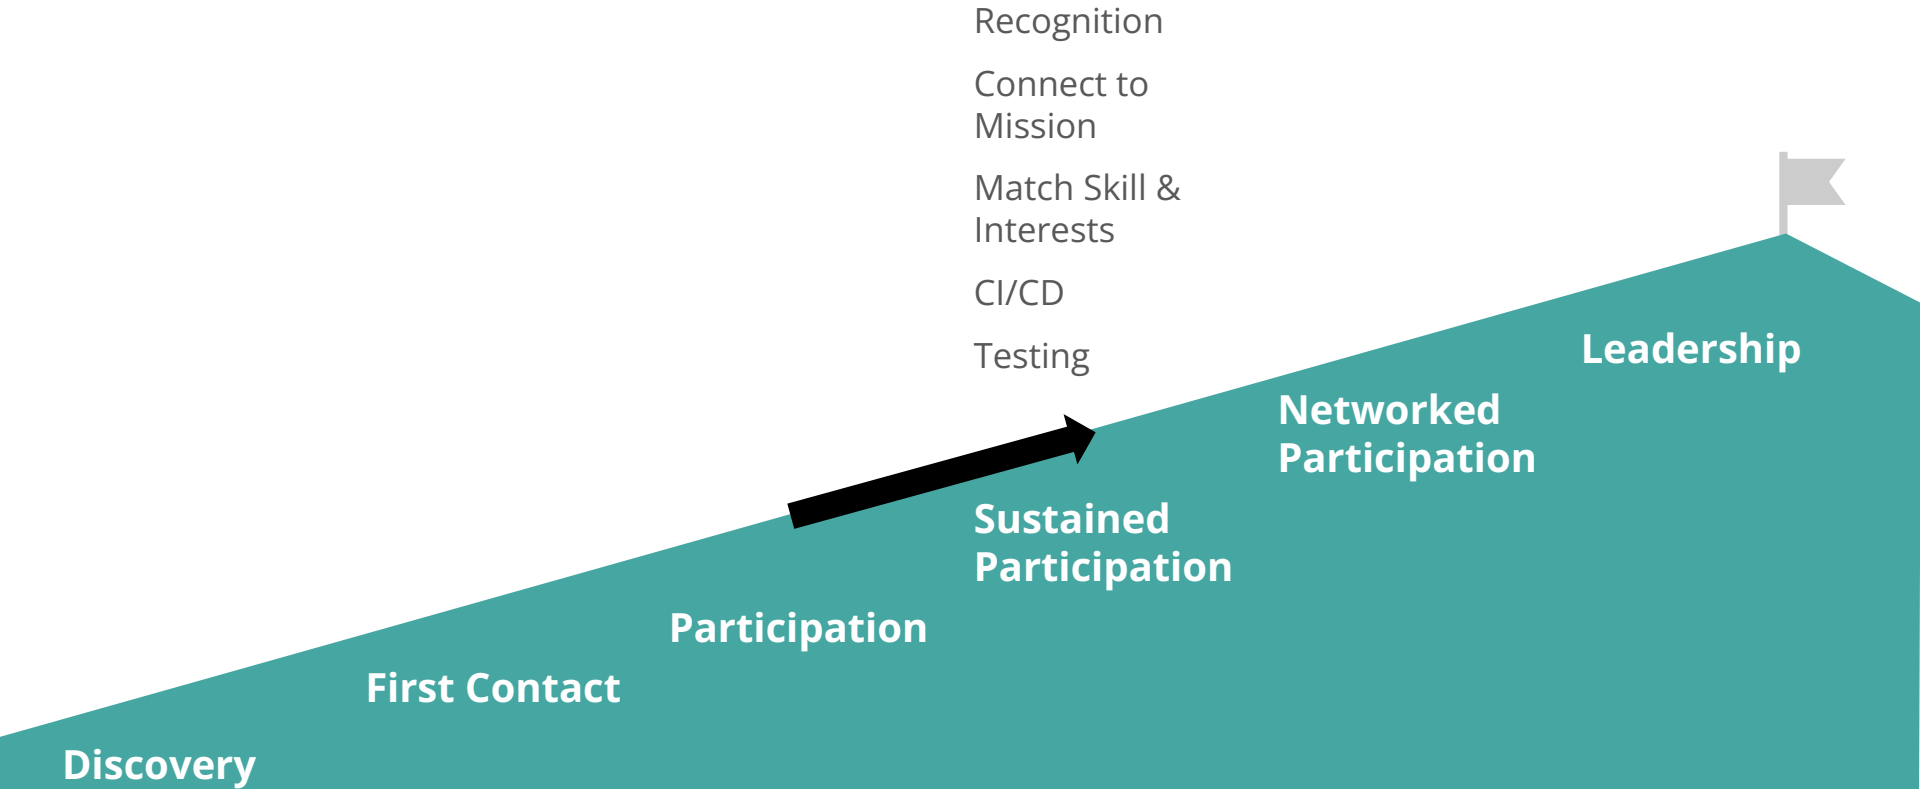 Recognition
Connect to
Mission
Match Skill &
Interests
CI/CD
Testing
Leadership
Networked
Participation
Sustained
Participation
Participation
First Contact
Discovery